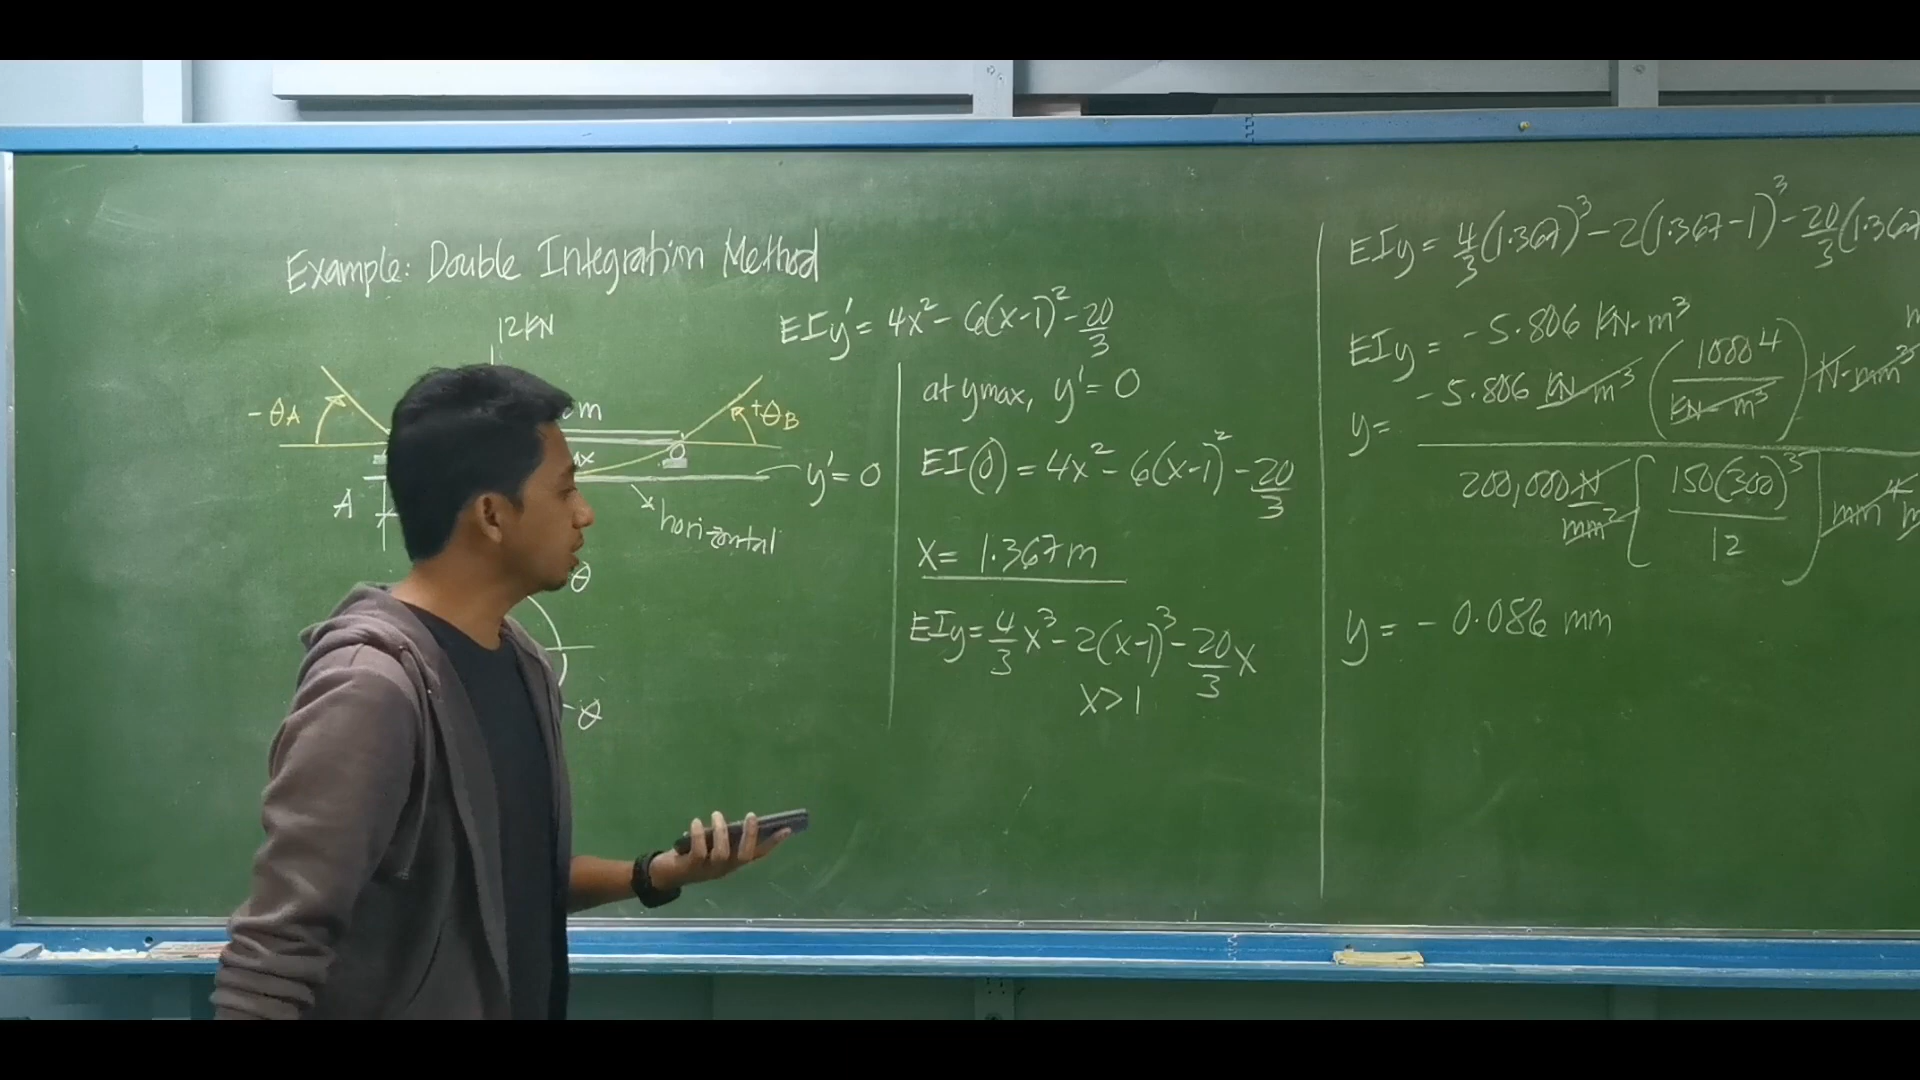 Example: Double Integration Method
12 KN
- θA
m
+θB
x
y' = 0
A
horizontal
θ
-θ
EIy' = 4x² - 6(x-1)² - 20/3
at ymax, y' = 0
EI(0) = 4x² - 6(x-1)² - 20/3
x = 1.367 m
EIy = 4/3 x³ - 2(x-1)³ - 20/3 x
x > 1
EIy = 4/3 (1.367)³ - 2(1.367-1)³ - 20/3 (1.367
EIy = -5.806 KN-m³
y = -5.806 KN-m³ (1000⁴ / KN-m³) N-mm³
200,000 N/mm² [150(300)³ / 12] mm⁴
y = - 0.086 mm